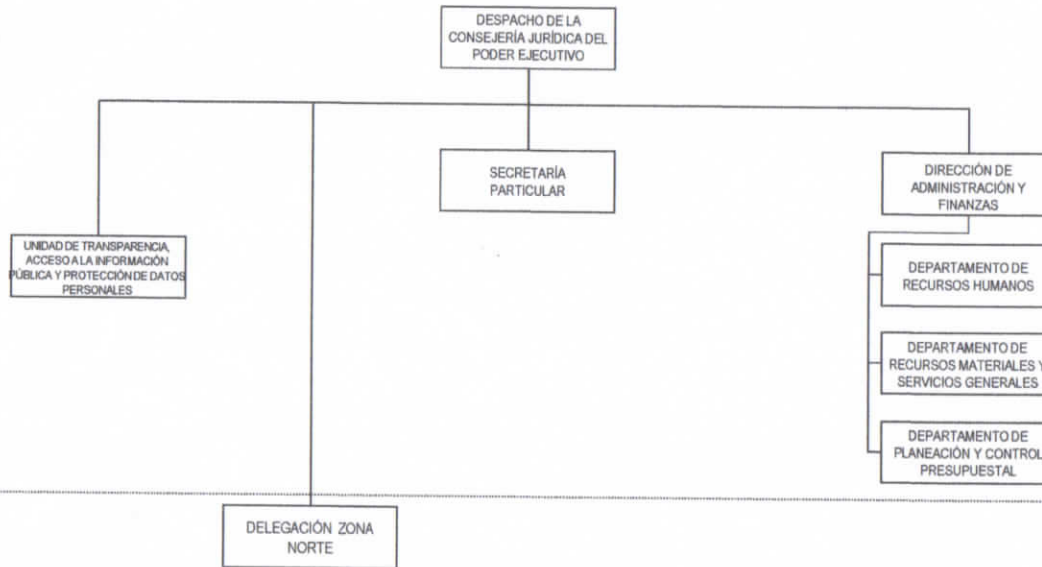 DESPACHO DE LA
CONSEJERÍA JURÍDICA DEL
PODER EJECUTIVO
SECRETARÍA
PARTICULAR
DIRECCIÓN DE
ADMINISTRACIÓN Y
FINANZAS
UNIDAD DE TRANSPARENCIA,
ACCESO A LA INFORMACIÓN
PÚBLICA Y PROTECCIÓN DE DATOS
PERSONALES
DEPARTAMENTO DE
RECURSOS HUMANOS
DEPARTAMENTO DE
RECURSOS MATERIALES Y
SERVICIOS GENERALES
DEPARTAMENTO DE
PLANEACIÓN Y CONTROL
PRESUPUESTAL
DELEGACIÓN ZONA
NORTE